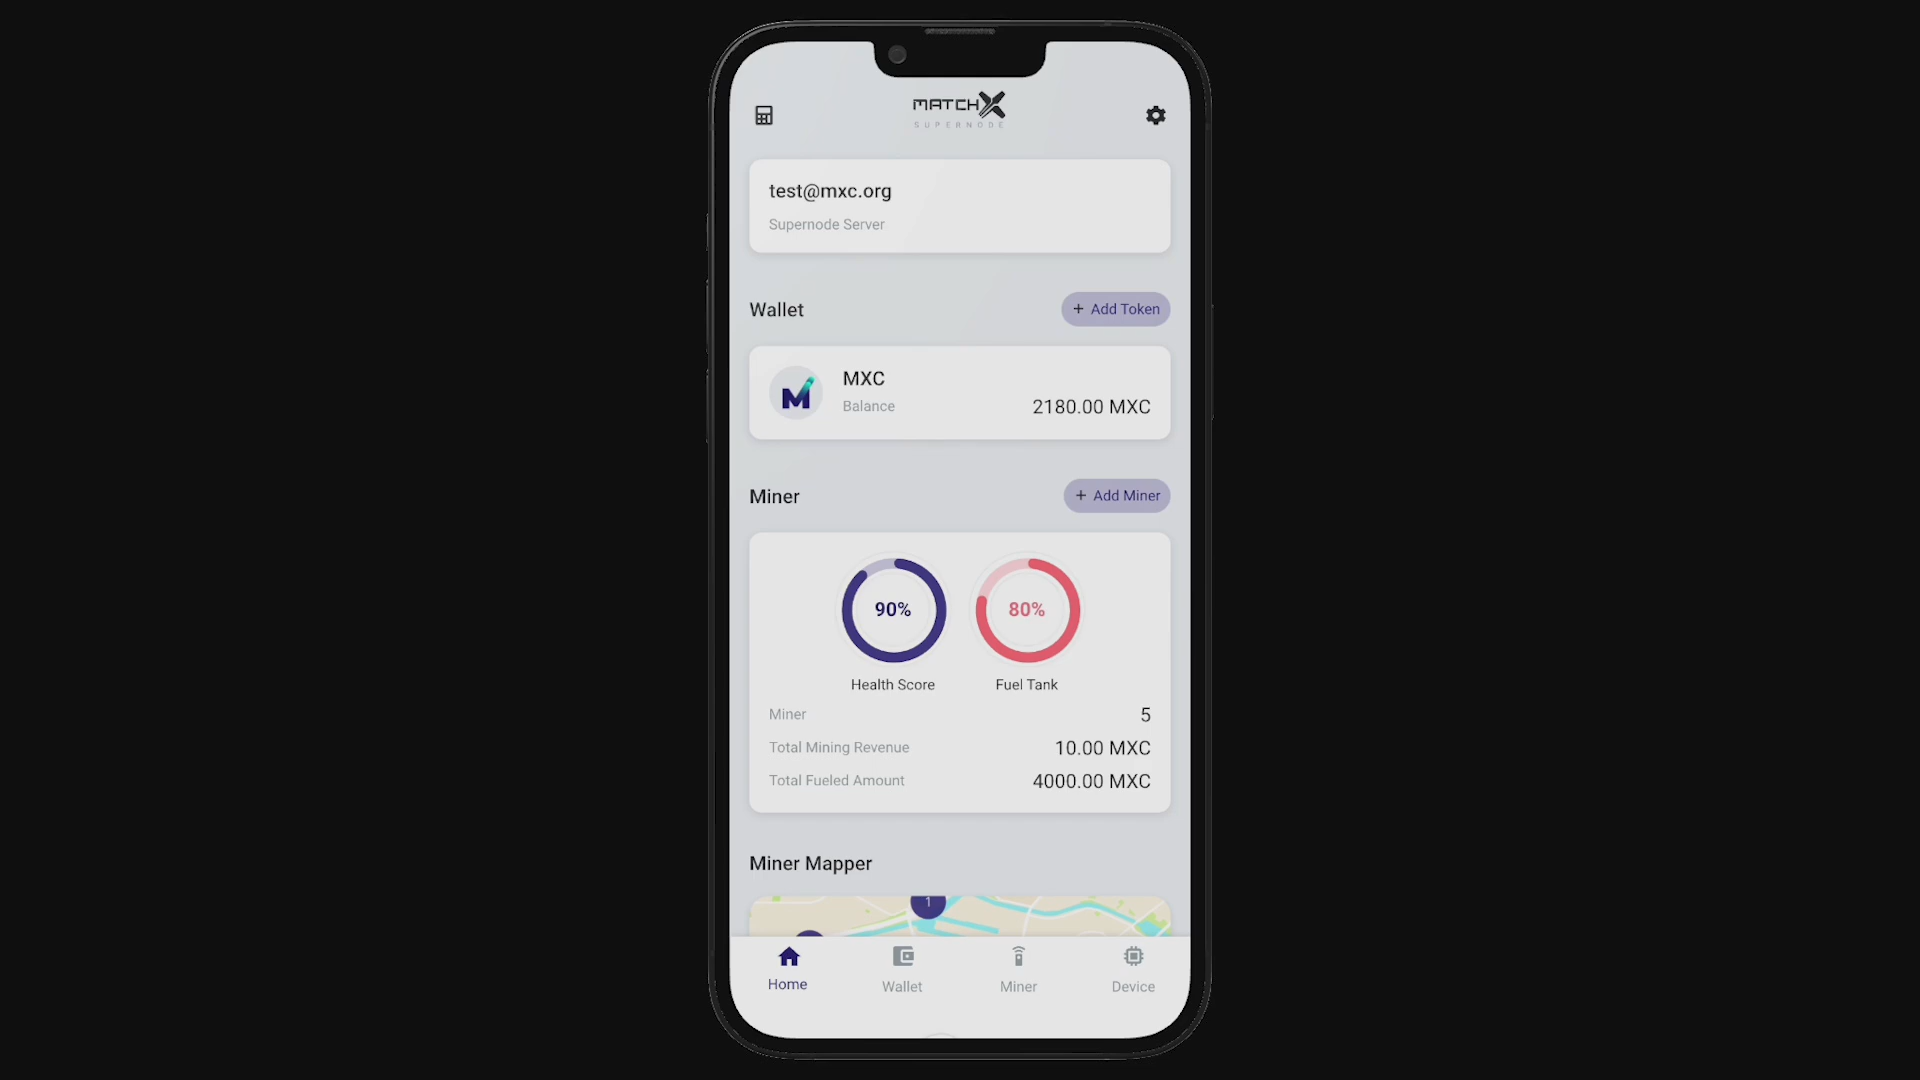 MATCHX
SUPERNODE
test@mxc.org
Supernode Server
Wallet
+ Add Token
MXC
Balance
2180.00 MXC
Miner
+ Add Miner
90%
80%
Health Score
Fuel Tank
Miner
5
Total Mining Revenue
10.00 MXC
Total Fueled Amount
4000.00 MXC
Miner Mapper
1
Home
Wallet
Miner
Device